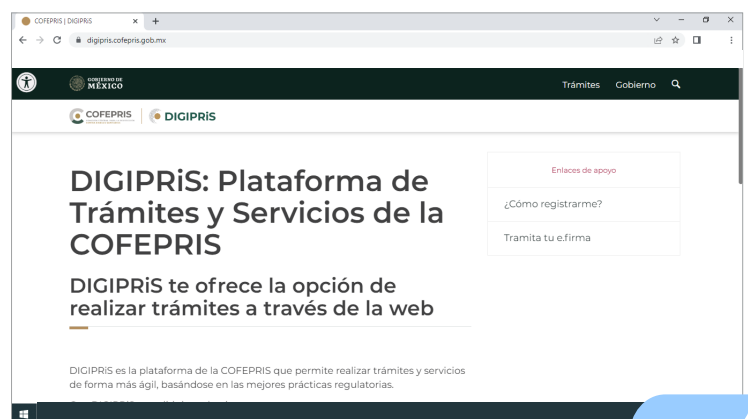 COFEPRIS | DIGIPRiS
digipris.cofepris.gob.mx
GOBIERNO DE
MÉXICO
Trámites Gobierno
COFEPRIS DIGIPRiS
DIGIPRiS: Plataforma de
Trámites y Servicios de la
COFEPRIS
DIGIPRiS te ofrece la opción de
realizar trámites a través de la web
DIGIPRiS es la plataforma de la COFEPRIS que permite realizar trámites y servicios
de forma más ágil, basándose en las mejores prácticas regulatorias.
Enlaces de apoyo
¿Cómo registrarme?
Tramita tu e.firma